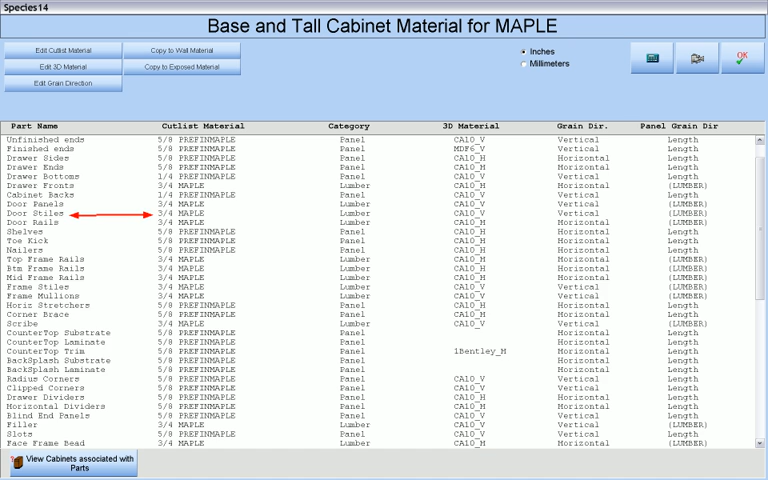 Species14
Base and Tall Cabinet Material for MAPLE
Edit Cutlist Material
Copy to Wall Material
Inches
OK
Edit 3D Material
Copy to Exposed Material
Millimeters
Edit Grain Direction
Part Name Cutlist Material Category 3D Material Grain Dir. Panel Grain Dir
Unfinished ends 5/8 PREFINMAPLE Panel CA10_V Vertical Length
Finished ends 5/8 PREFINMAPLE Panel MDF6_V Vertical Length
Drawer Sides 5/8 PREFINMAPLE Panel CA10_H Horizontal Length
Drawer Ends 5/8 PREFINMAPLE Panel CA10_H Horizontal Length
Drawer Bottoms 1/4 PREFINMAPLE Panel CA10_V Vertical Length
Drawer Fronts 3/4 MAPLE Lumber CA10_H Horizontal (LUMBER)
Cabinet Backs 1/4 PREFINMAPLE Panel CA10_V Vertical Length
Door Panels 3/4 MAPLE Lumber CA10_V Vertical (LUMBER)
Door Stiles 3/4 MAPLE Lumber CA10_V Vertical (LUMBER)
Door Rails 3/4 MAPLE Lumber CA10_H Horizontal (LUMBER)
Shelves 5/8 PREFINMAPLE Panel CA10_H Horizontal Length
Toe Kick 5/8 PREFINMAPLE Panel CA10_H Horizontal Length
Nailers 5/8 PREFINMAPLE Panel CA10_H Horizontal Length
Top Frame Rails 3/4 MAPLE Lumber CA10_H Horizontal (LUMBER)
Btm Frame Rails 3/4 MAPLE Lumber CA10_H Horizontal (LUMBER)
Mid Frame Rails 3/4 MAPLE Lumber CA10_H Horizontal (LUMBER)
Frame Stiles 3/4 MAPLE Lumber CA10_V Vertical (LUMBER)
Frame Mullions 3/4 MAPLE Lumber CA10_V Vertical (LUMBER)
Horiz Stretchers 5/8 PREFINMAPLE Panel CA10_H Horizontal Length
Corner Brace 5/8 PREFINMAPLE Panel CA10_H Horizontal Length
Scribe 3/4 MAPLE Lumber CA10_V Vertical (LUMBER)
CounterTop Substrate 5/8 PREFINMAPLE Panel Horizontal Length
CounterTop Laminate 5/8 PREFINMAPLE Panel Horizontal Length
CounterTop Trim 5/8 PREFINMAPLE Panel 1Bentley_M Horizontal Length
BackSplash Substrate 5/8 PREFINMAPLE Panel Horizontal Length
BackSplash Laminate 5/8 PREFINMAPLE Panel Horizontal Length
Radius Corners 5/8 PREFINMAPLE Panel CA10_V Vertical Length
Clipped Corners 5/8 PREFINMAPLE Panel CA10_V Vertical Length
Drawer Dividers 5/8 PREFINMAPLE Panel CA10_H Horizontal Length
Horizontal Dividers 5/8 PREFINMAPLE Panel CA10_H Horizontal Length
Blind End Panels 5/8 PREFINMAPLE Panel CA10_V Vertical Length
Filler 3/4 MAPLE Lumber CA10_V Vertical (LUMBER)
Slots 5/8 PREFINMAPLE Panel CA10_V Vertical Length
Face Frame Bead 3/4 MAPLE Lumber CA10_H Horizontal (LUMBER)
View Cabinets associated with
Parts